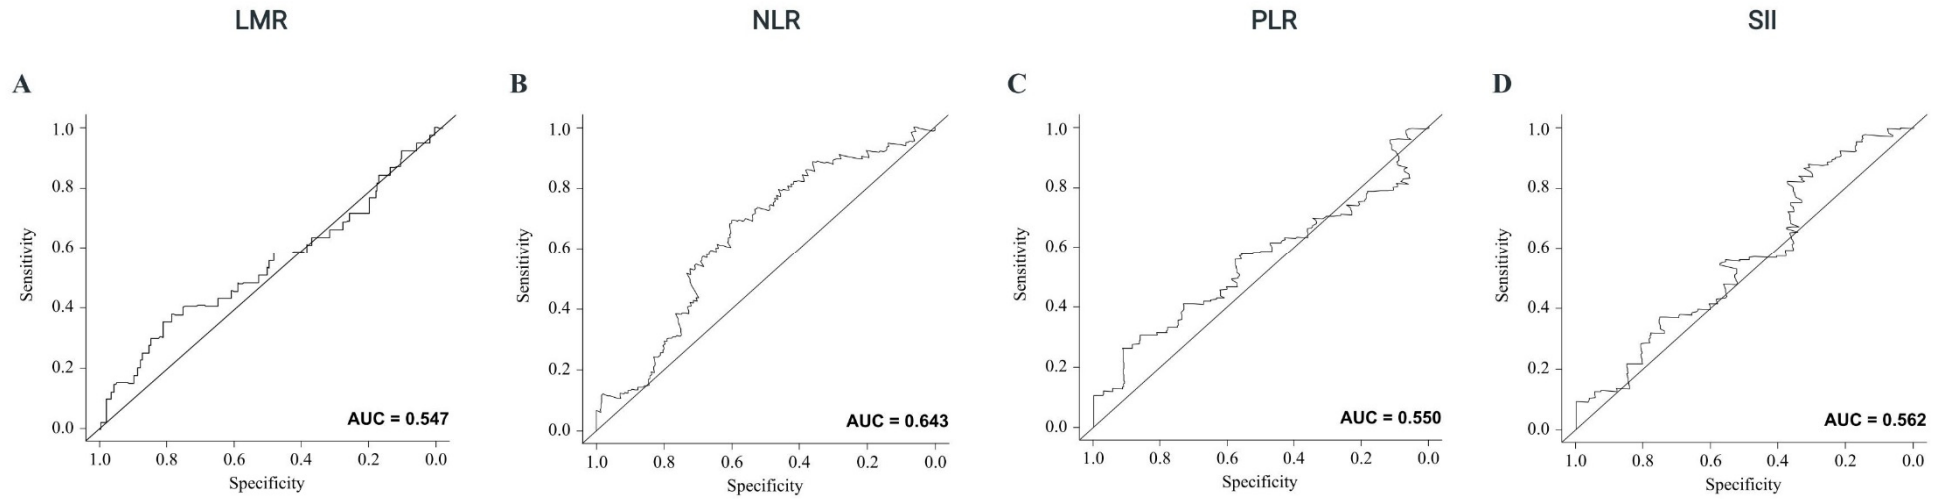 LMR
NLR
PLR
SII
A
B
C
D
1.0
0.8
0.6
0.4
0.2
0.0
Sensitivity
1.0 0.8 0.6 0.4 0.2 0.0
Specificity
AUC = 0.547
1.0
0.8
0.6
0.4
0.2
0.0
Sensitivity
1.0 0.8 0.6 0.4 0.2 0.0
Specificity
AUC = 0.643
1.0
0.8
0.6
0.4
0.2
0.0
Sensitivity
1.0 0.8 0.6 0.4 0.2 0.0
Specificity
AUC = 0.550
1.0
0.8
0.6
0.4
0.2
0.0
Sensitivity
1.0 0.8 0.6 0.4 0.2 0.0
Specificity
AUC = 0.562